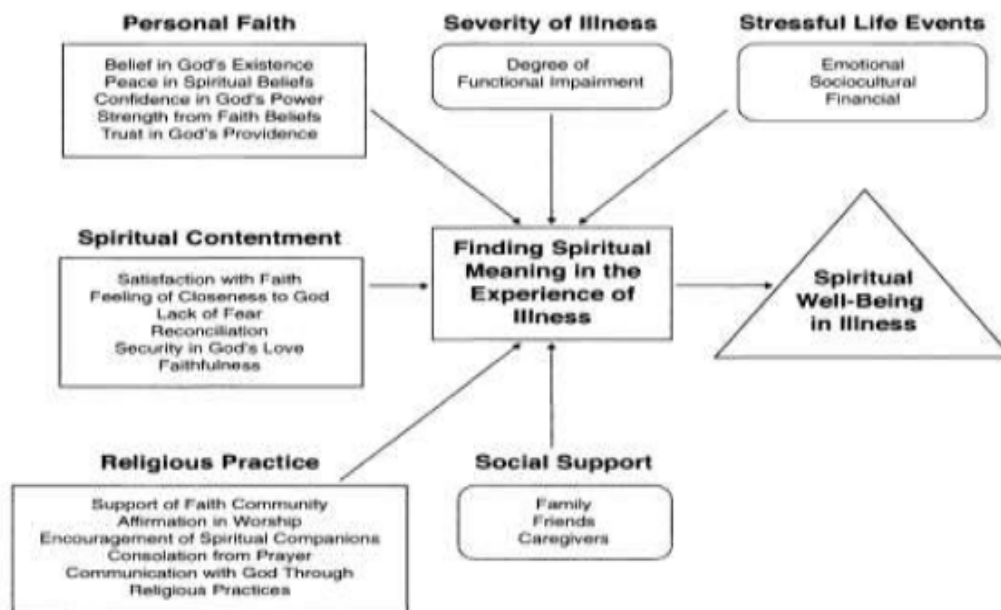 Personal Faith
Belief in God's Existence
Peace in Spiritual Beliefs
Confidence in God's Power
Strength from Faith Beliefs
Trust in God's Providence
Severity of Illness
Degree of
Functional Impairment
Stressful Life Events
Emotional
Sociocultural
Financial
Spiritual Contentment
Satisfaction with Faith
Feeling of Closeness to God
Lack of Fear
Reconciliation
Security in God's Love
Faithfulness
Finding Spiritual
Meaning in the
Experience of
Illness
Spiritual
Well-Being
in Illness
Religious Practice
Support of Faith Community
Affirmation in Worship
Encouragement of Spiritual Companions
Consolation from Prayer
Communication with God Through
Religious Practices
Social Support
Family
Friends
Caregivers